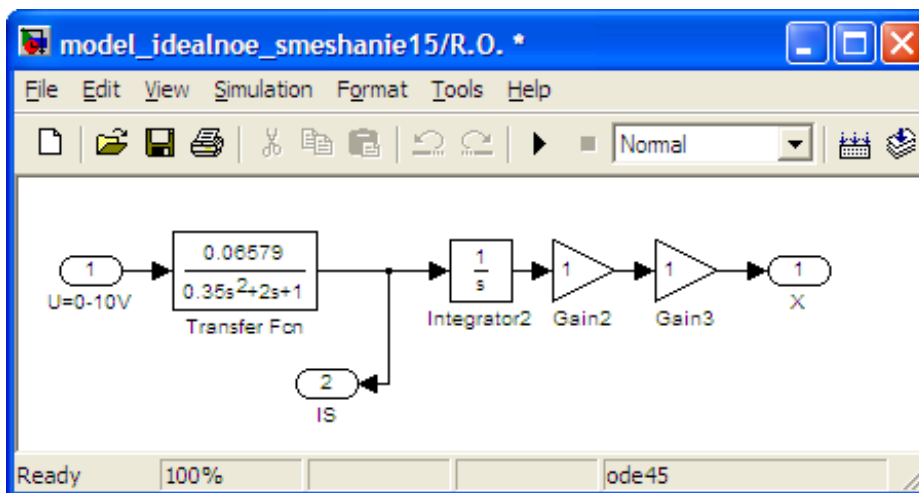 model_idealnoe_smeshanie15/R.O. *
File Edit View Simulation Format Tools Help
Normal
1
U=0-10V
0.06579
0.35s²+2s+1
Transfer Fcn
1
s
Integrator2
1
Gain2
1
Gain3
1
X
2
IS
Ready 100% ode45